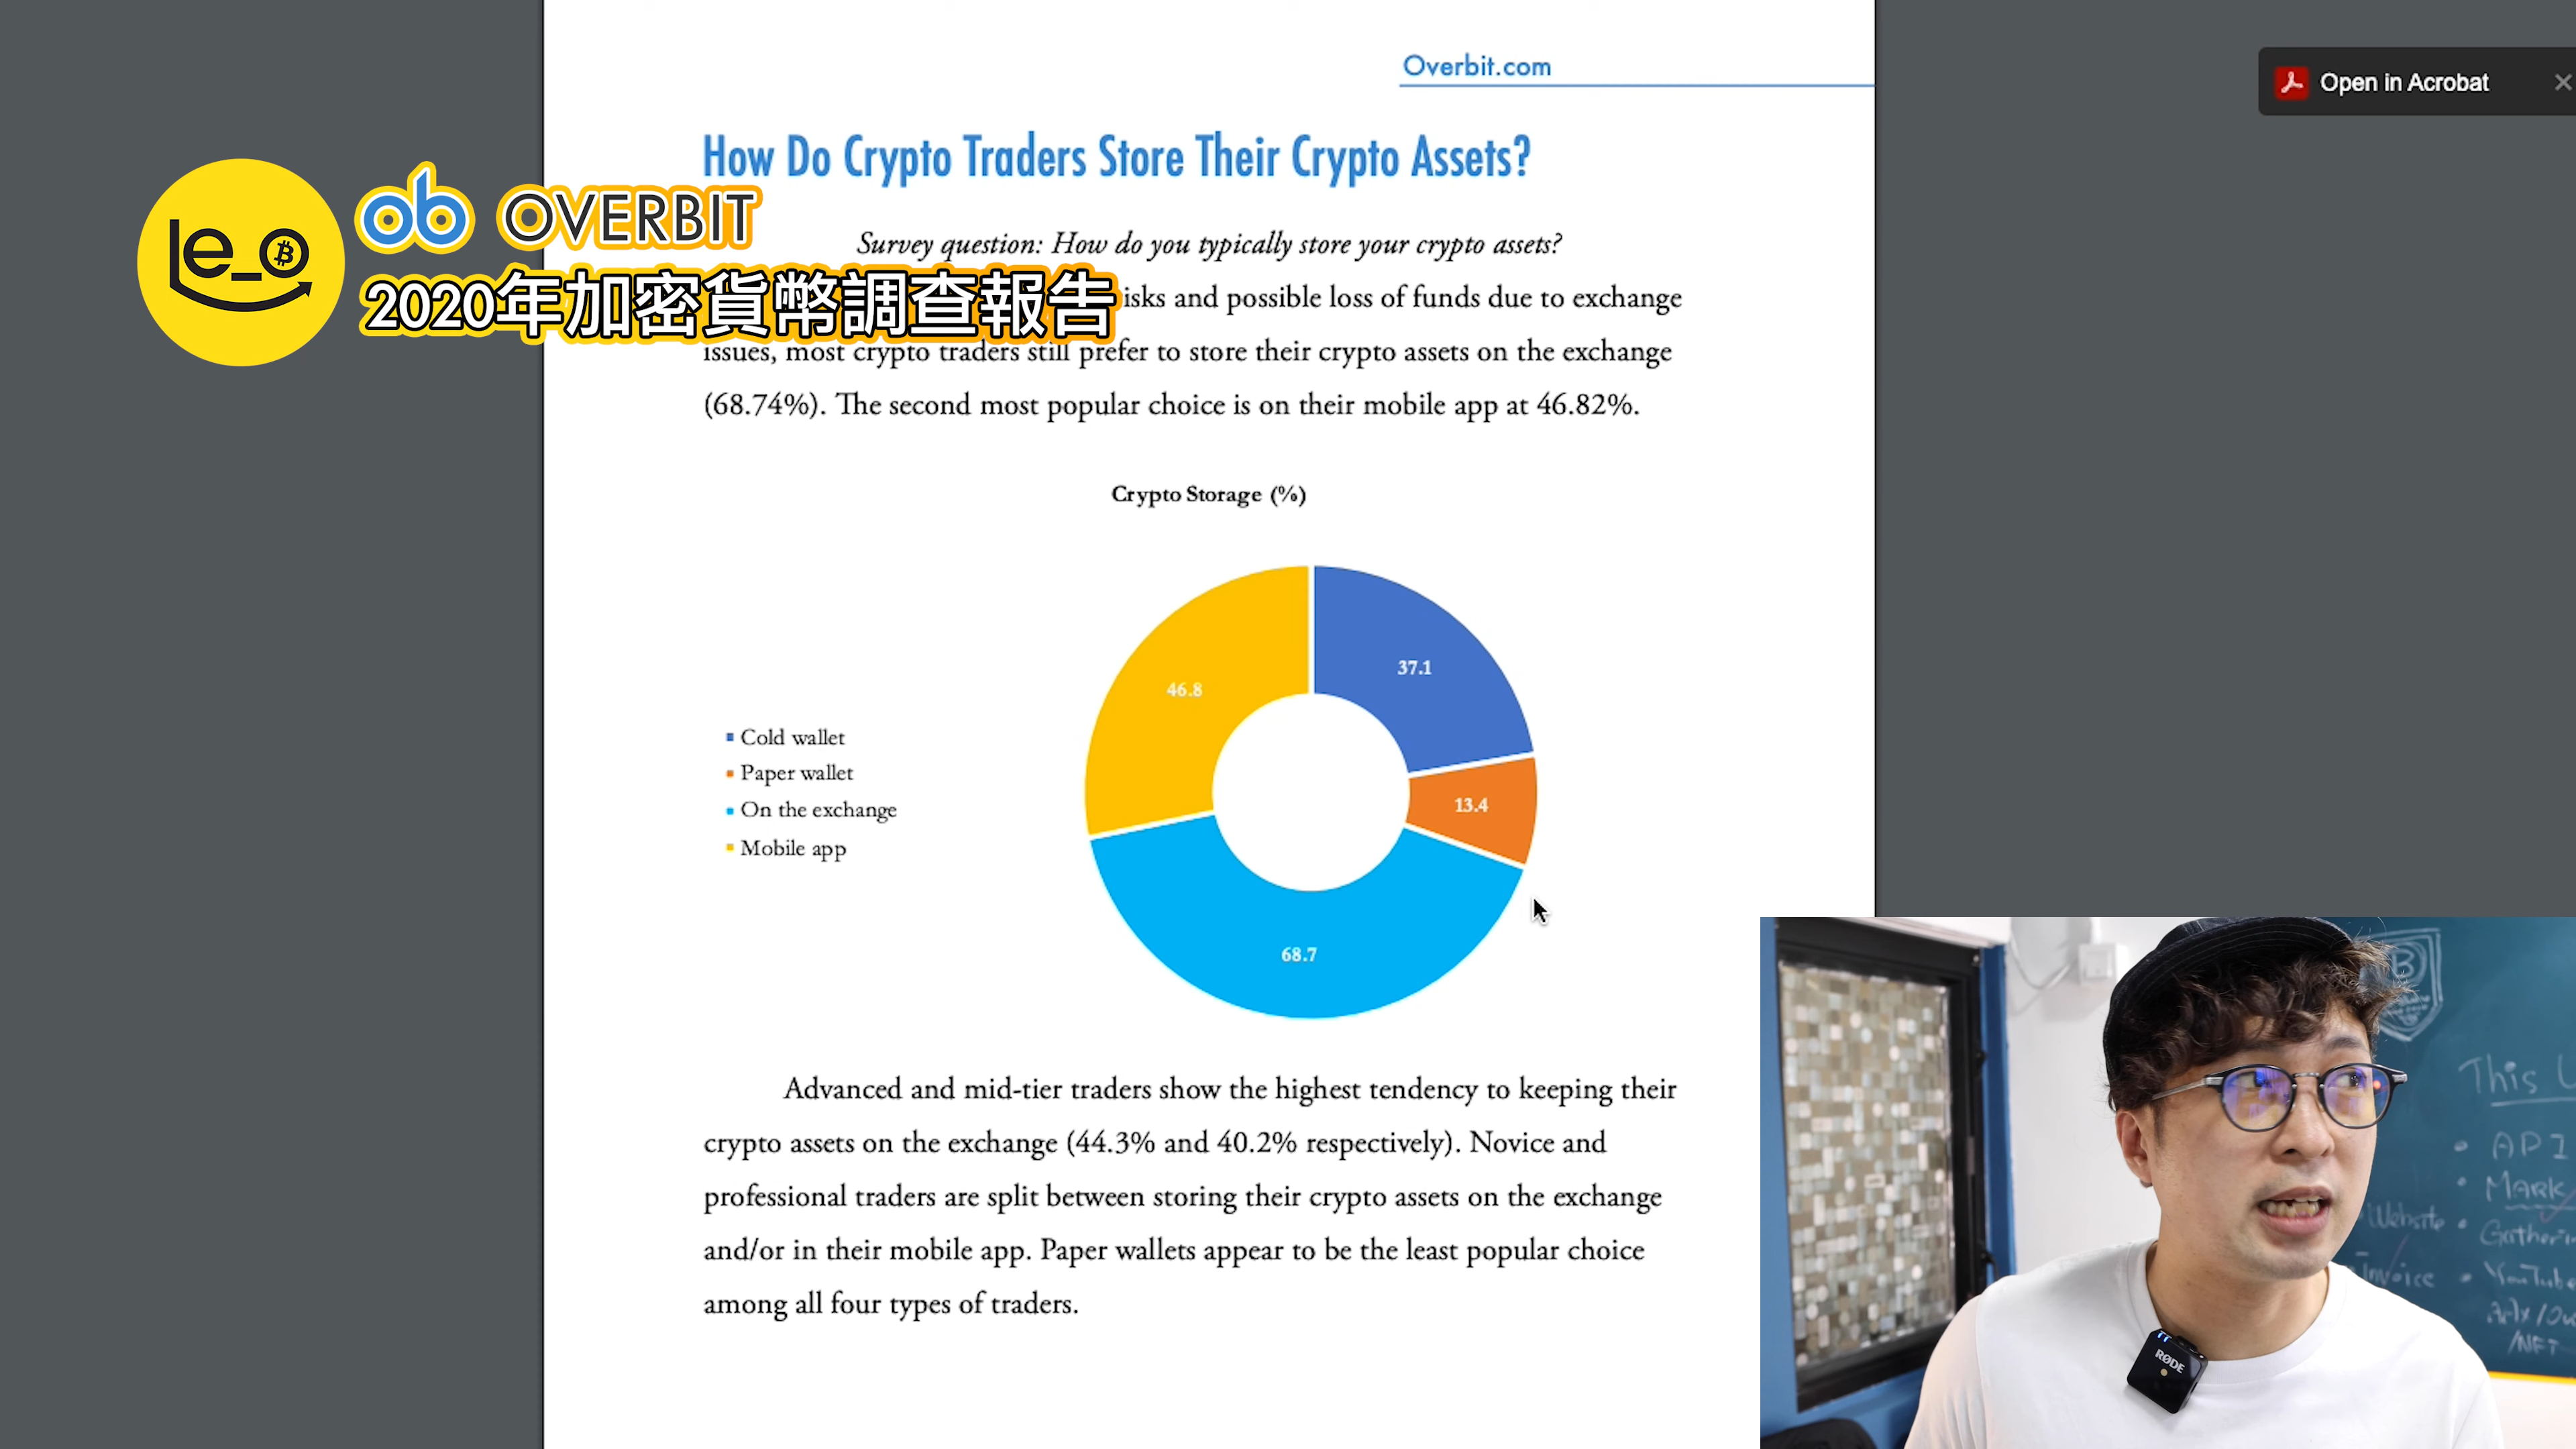 Overbit.com
Open in Acrobat
How Do Crypto Traders Store Their Crypto Assets?
le_o
ob OVERBIT
Survey question: How do you typically store your crypto assets?
2020年加密貨幣調查報告
isks and possible loss of funds due to exchange
issues, most crypto traders still prefer to store their crypto assets on the exchange
(68.74%). The second most popular choice is on their mobile app at 46.82%.
Crypto Storage (%)
46.8
37.1
13.4
68.7
Cold wallet
Paper wallet
On the exchange
Mobile app
Advanced and mid-tier traders show the highest tendency to keeping their
crypto assets on the exchange (44.3% and 40.2% respectively). Novice and
professional traders are split between storing their crypto assets on the exchange
and/or in their mobile app. Paper wallets appear to be the least popular choice
among all four types of traders.
This
API
Mark
Website
Gatherin
Invoice
YouTube
/NFT
RØDE